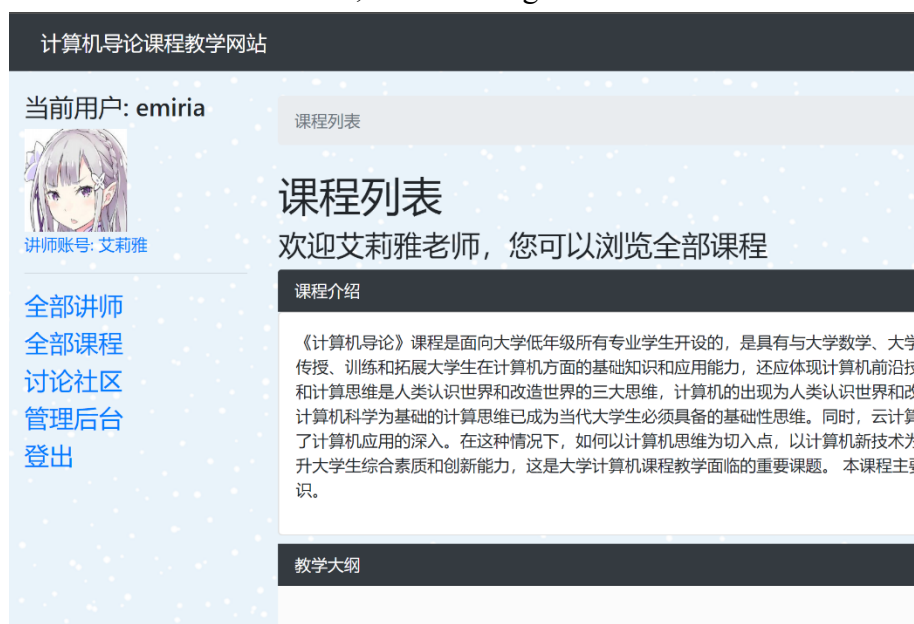 计算机导论课程教学网站
当前用户: emiria
讲师账号: 艾莉雅
全部讲师
全部课程
讨论社区
管理后台
登出
课程列表
课程列表
欢迎艾莉雅老师，您可以浏览全部课程
课程介绍
《计算机导论》课程是面向大学低年级所有专业学生开设的，是具有与大学数学、大学
传授、训练和拓展大学生在计算机方面的基础知识和应用能力，还应体现计算机前沿技
和计算思维是人类认识世界和改造世界的三大思维，计算机的出现为人类认识世界和改
计算机科学为基础的计算思维已成为当代大学生必须具备的基础性思维。同时，云计算
了计算机应用的深入。在这种情况下，如何以计算机思维为切入点，以计算机新技术为
升大学生综合素质和创新能力，这是大学计算机课程教学面临的重要课题。 本课程主要
识。
教学大纲